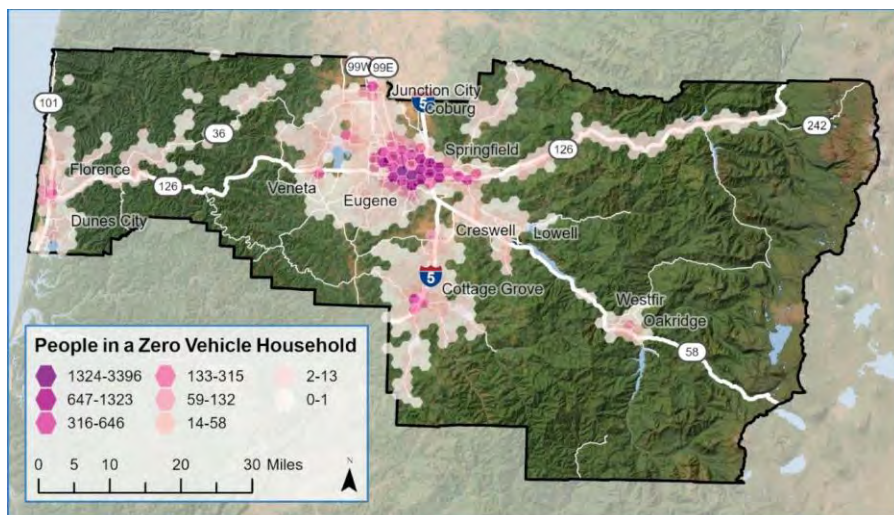 99W
99E
Junction City
5
Coburg
101
36
Springfield
126
242
Florence
126
Veneta
Eugene
Dunes City
Creswell
Lowell
5
Cottage Grove
Westfir
Oakridge
58
People in a Zero Vehicle Household
1324-3396
133-315
2-13
647-1323
59-132
0-1
316-646
14-58
0
10
20
30 Miles
N